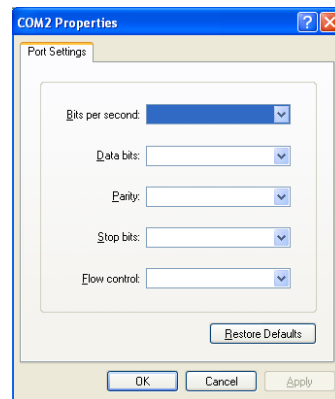 COM2 Properties
Port Settings
Bits per second:
Data bits:
Parity:
Stop bits:
Flow control:
Restore Defaults
OK Cancel Apply